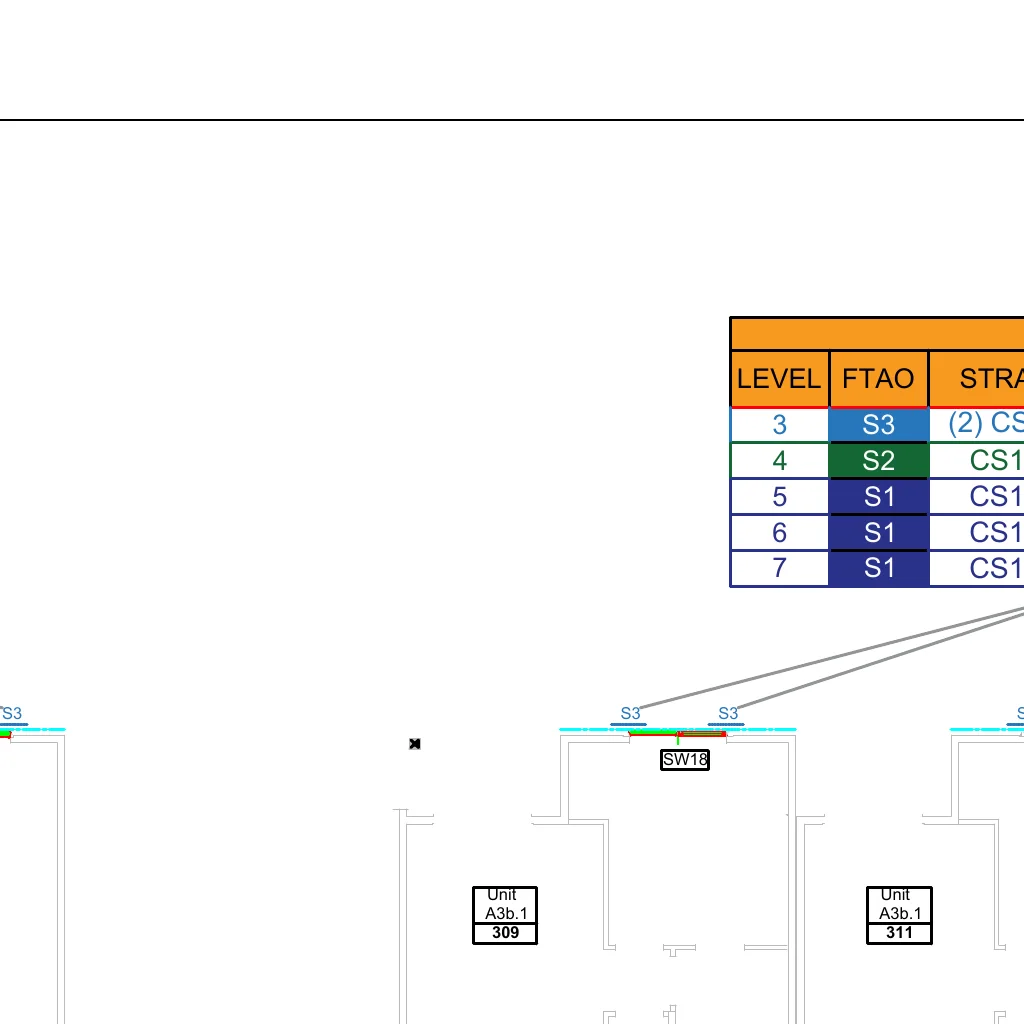 LEVEL FTAO STRA
3 S3 (2) CS
4 S2 CS1
5 S1 CS1
6 S1 CS1
7 S1 CS1
S3 S3 S3
SW18
Unit
A3b.1
309
Unit
A3b.1
311